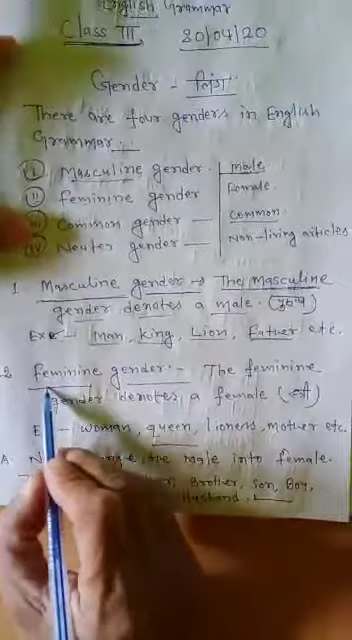 English Grammar
Class III 30/04/20
Gender - लिंग
There are four genders in English
Grammar
(i) Masculine gender. male
(ii) Feminine gender Female
(iii) Common gender — common
(iv) Neuter gender — Non-living articles
1. Masculine gender → The Masculine
gender denotes a male. (पुरुष)
Ex — Man, King, Lion, Father etc.
2. Feminine gender:- The feminine
gender denotes a female (स्त्री)
E — woman, queen, lioness, mother etc.
A. the male into female.
Brother, Son, Boy,
Husband,